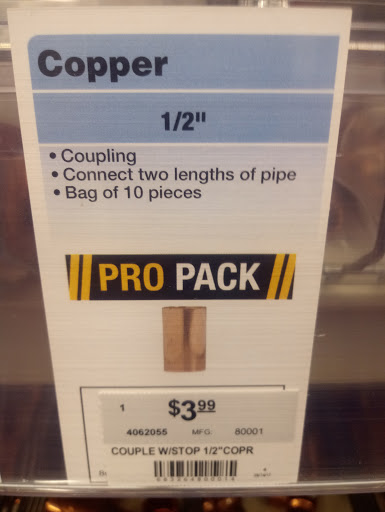 Copper
1/2"
• Coupling
• Connect two lengths of pipe
• Bag of 10 pieces
PRO PACK
1 $3.99
4062055 MFG: 80001
COUPLE W/STOP 1/2"COPR